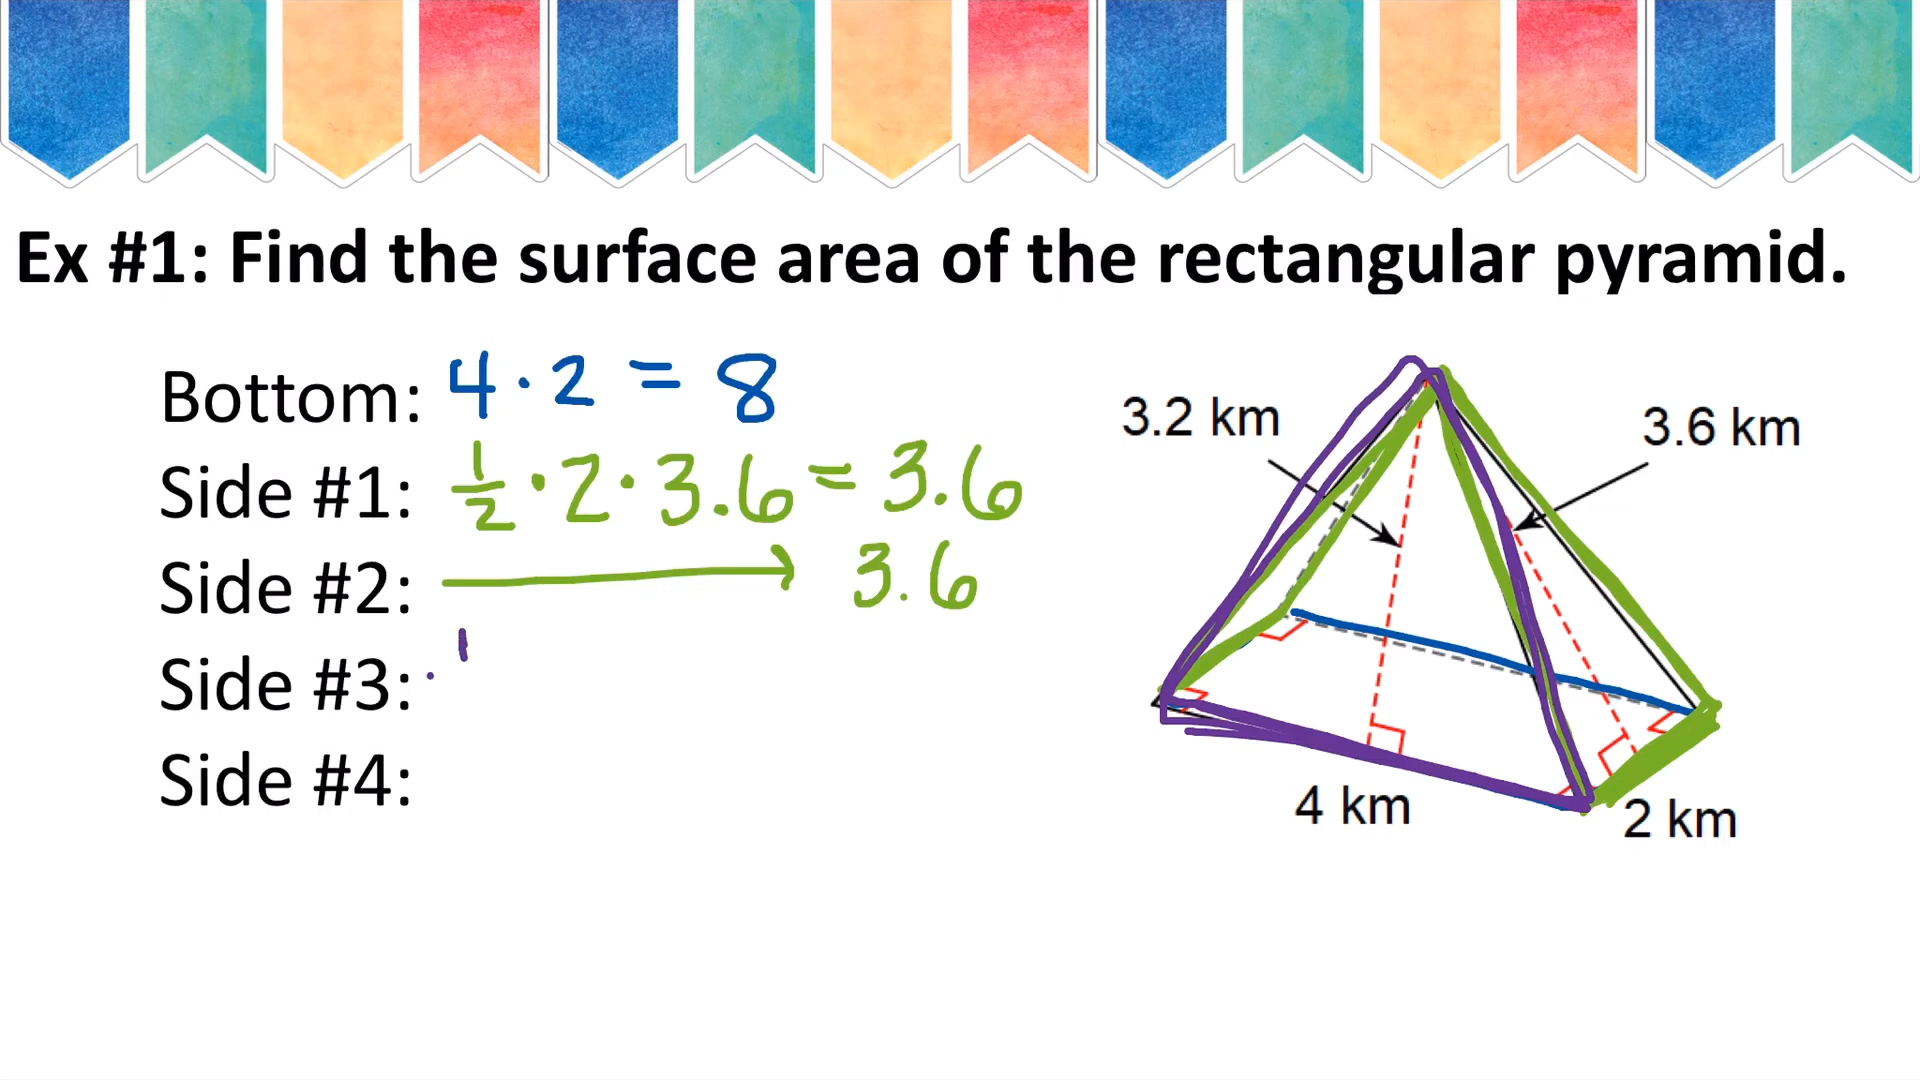 Ex #1: Find the surface area of the rectangular pyramid.
Bottom: 4 · 2 = 8
Side #1: 1/2 · 2 · 3.6 = 3.6
Side #2: → 3.6
Side #3:
Side #4:
3.2 km
3.6 km
4 km
2 km